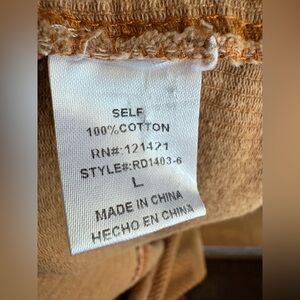 SELF
100%COTTON
RN#:121421
STYLE#:RD1403-6
L
MADE IN CHINA
HECHO EN CHINA